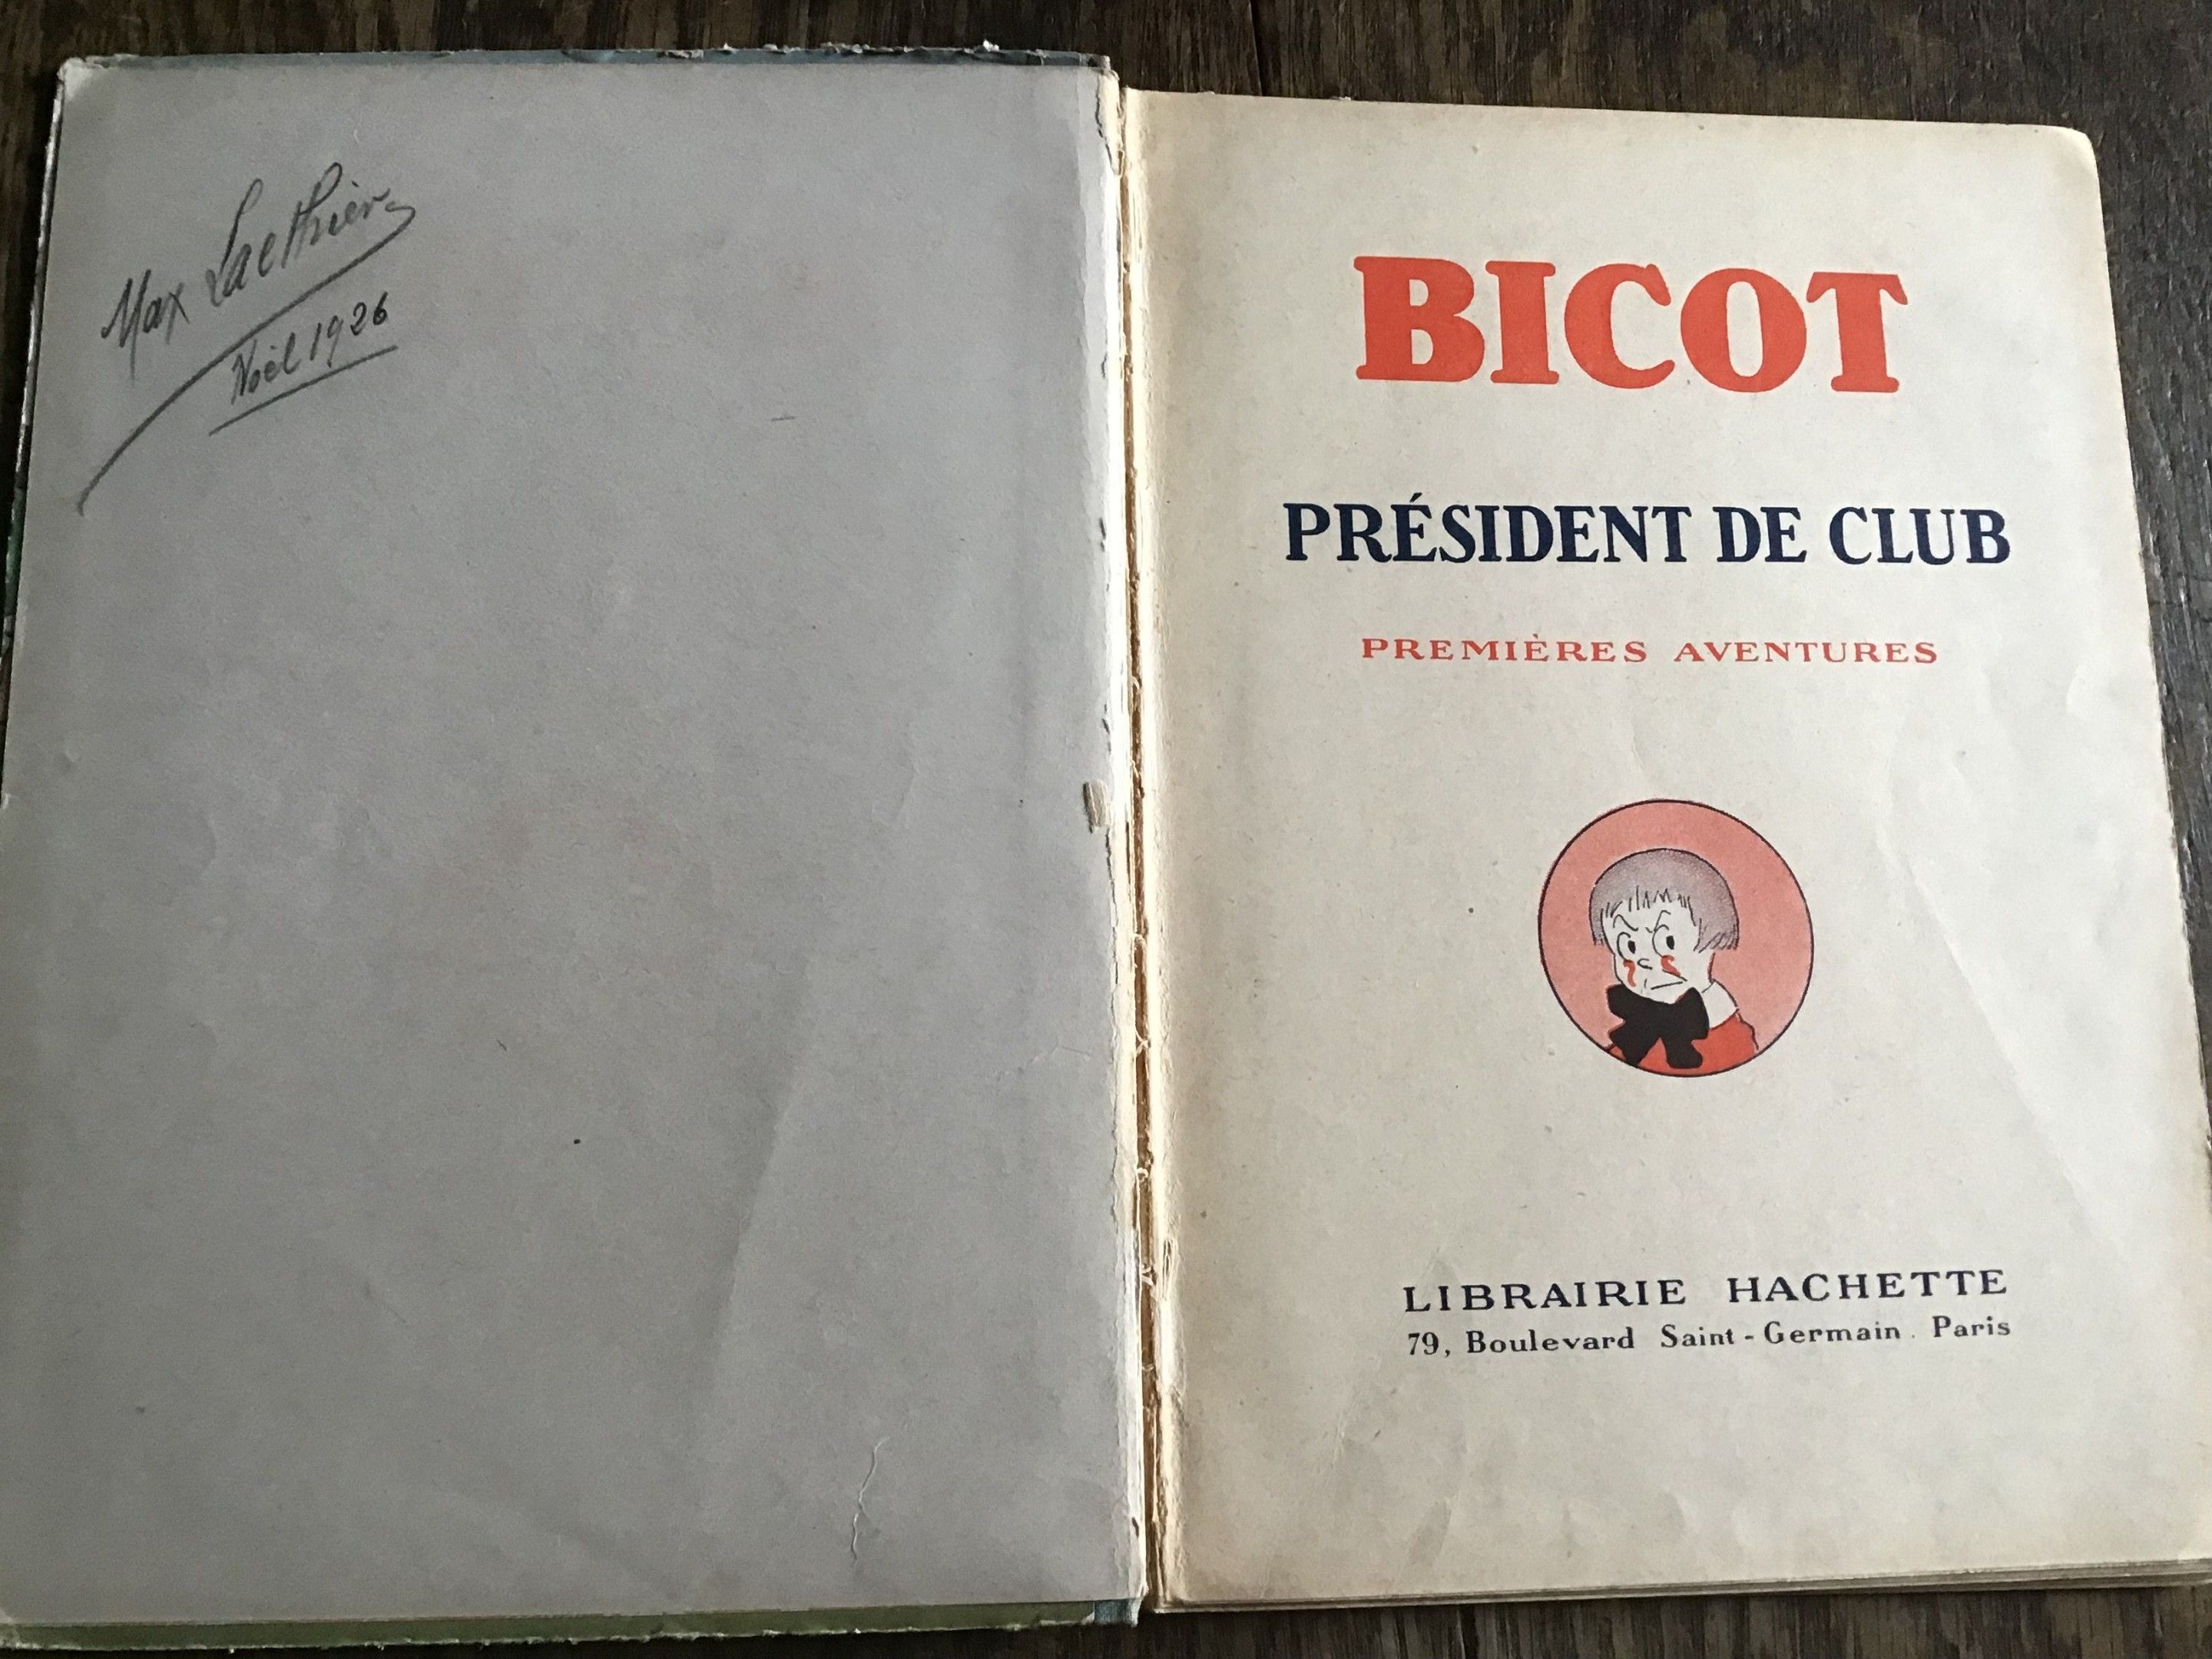 Max Laethier
Noël 1926
BICOT
PRÉSIDENT DE CLUB
PREMIÈRES AVENTURES
LIBRAIRIE HACHETTE
79, Boulevard Saint-Germain. Paris